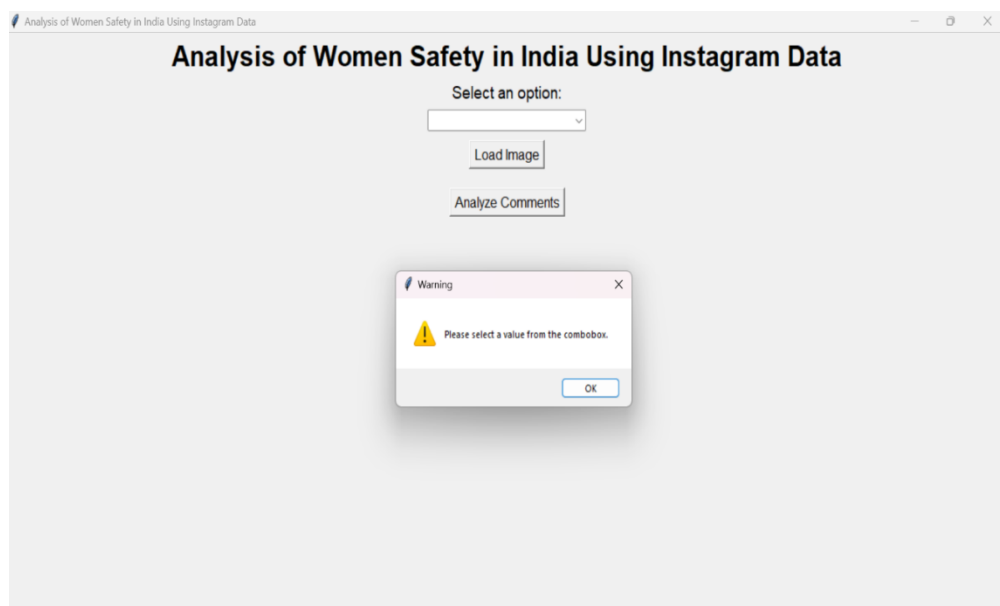 Analysis of Women Safety in India Using Instagram Data
Analysis of Women Safety in India Using Instagram Data
Select an option:
Load Image
Analyze Comments
Warning
Please select a value from the combobox.
OK